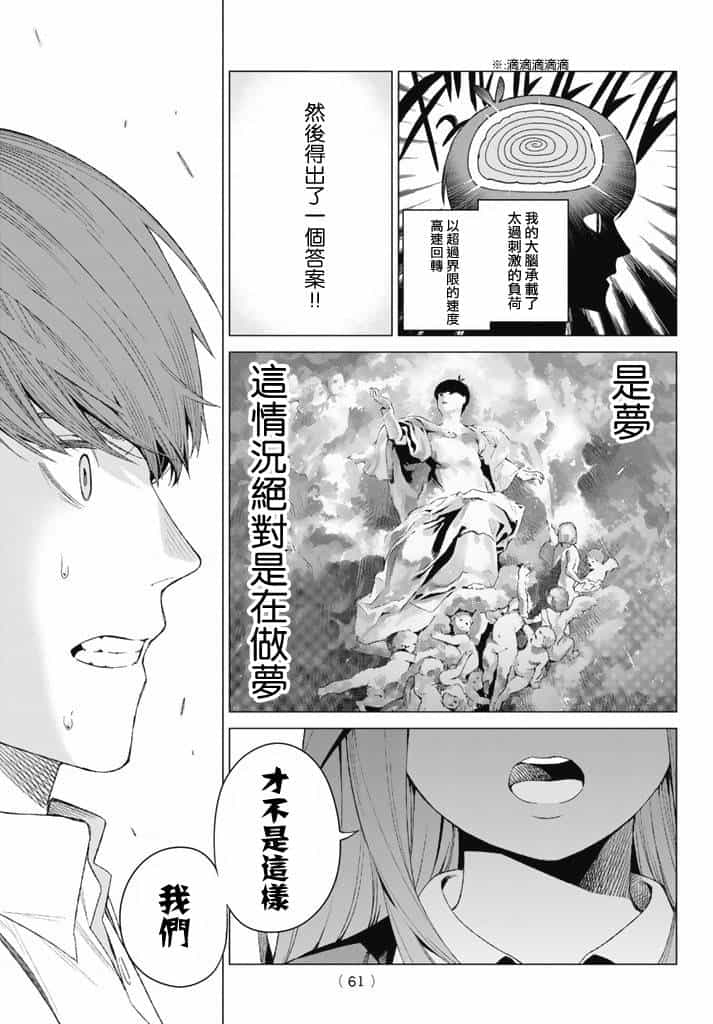 ※:滴滴滴滴滴
我的大腦承載了
太過刺激的負荷
以超過界限的速度
高速回轉
然後得出了一個答案!!
是夢
這情況絕對是在做夢
才不是這樣
我們
( 61 )